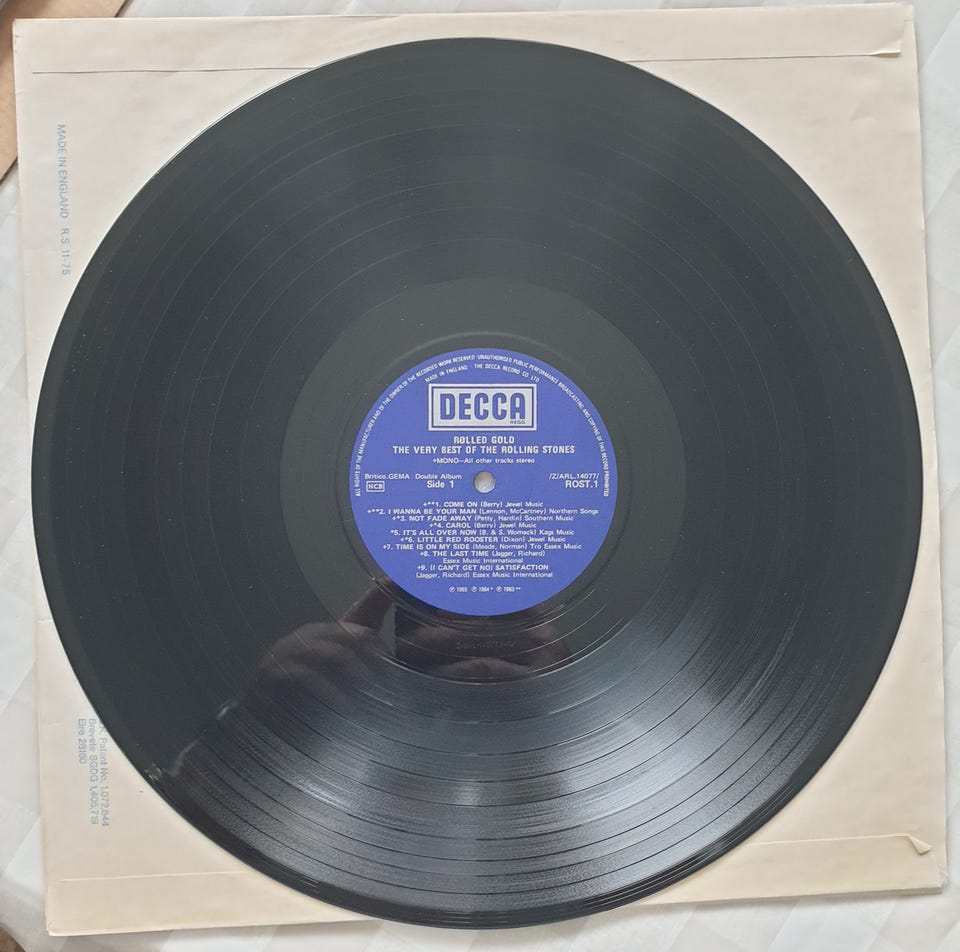 MADE IN ENGLAND R.S. 11-75
ALL RIGHTS OF THE MANUFACTURER AND OF THE OWNER OF THE RECORDED WORK RESERVED UNAUTHORISED PUBLIC PERFORMANCE BROADCASTING AND COPYING OF THIS RECORD PROHIBITED
MADE IN ENGLAND · THE DECCA RECORD CO. LTD
DECCA
REGD.
ROLLED GOLD
THE VERY BEST OF THE ROLLING STONES
+MONO—All other tracks stereo
Britico.GEMA Double Album /Z/ARL.14077/
NCB Side 1 ROST.1
+**1. COME ON (Berry) Jewel Music
+**2. I WANNA BE YOUR MAN (Lennon, McCartney) Northern Songs
+*3. NOT FADE AWAY (Petty, Hardin) Southern Music
+*4. CAROL (Berry) Jewel Music
*5. IT'S ALL OVER NOW (B. & S. Womack) Kags Music
+*6. LITTLE RED ROOSTER (Dixon) Jewel Music
+7. TIME IS ON MY SIDE (Meade, Norman) Tro Essex Music
+8. THE LAST TIME (Jagger, Richard)
Essex Music International
+9. (I CAN'T GET NO) SATISFACTION
(Jagger, Richard) Essex Music International
℗ 1965 ℗ 1964* ℗ 1963**
Patent No. 1,072,844
Brevete SGDG 1,405,719
Eire 28180